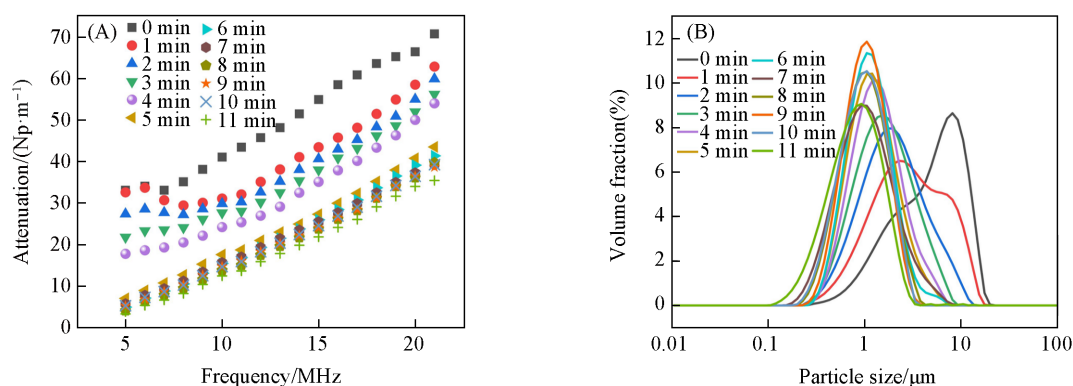 (A)
0 min 6 min
1 min 7 min
2 min 8 min
3 min 9 min
4 min 10 min
5 min 11 min
70
60
50
40
30
20
10
0
Attenuation/(Np·m⁻¹)
5 10 15 20
Frequency/MHz
(B)
0 min 6 min
1 min 7 min
2 min 8 min
3 min 9 min
4 min 10 min
5 min 11 min
12
10
8
6
4
2
0
Volume fraction(%)
0.01 0.1 1 10 100
Particle size/μm